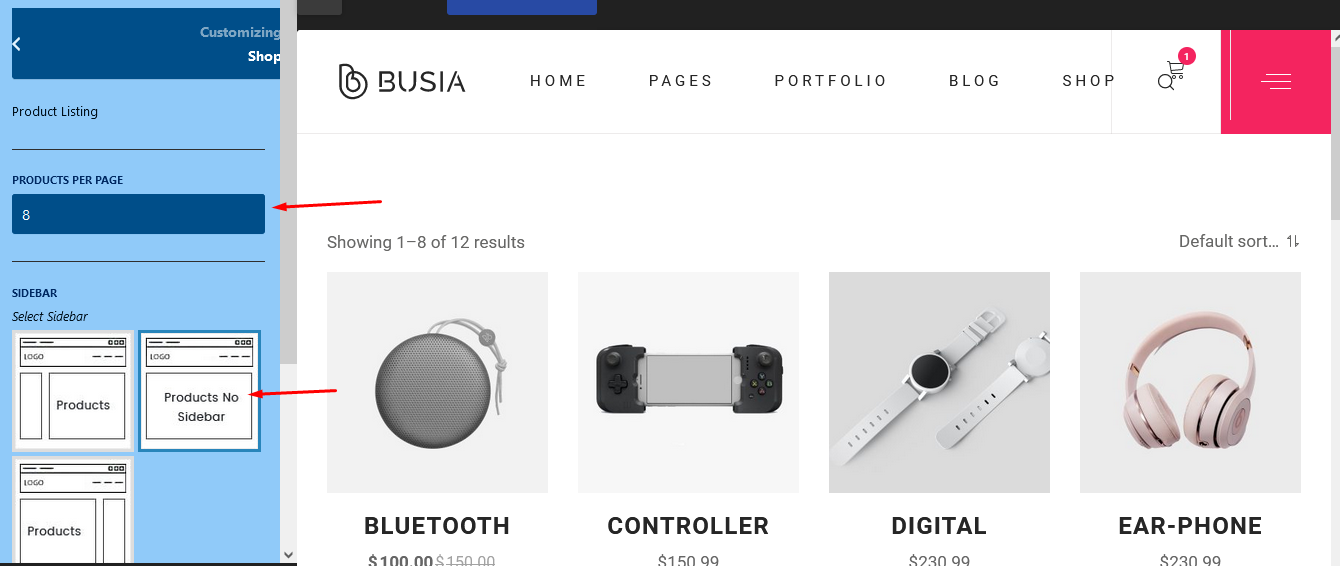 Customizing
Shop
Product Listing
PRODUCTS PER PAGE
8
SIDEBAR
Select Sidebar
LOGO
Products
LOGO
Products No
Sidebar
LOGO
Products
BUSIA
HOME PAGES PORTFOLIO BLOG SHOP
1
Showing 1–8 of 12 results
Default sort...
BLUETOOTH CONTROLLER DIGITAL EAR-PHONE
$100.00 $150.00 $150.99 $230.99 $230.99